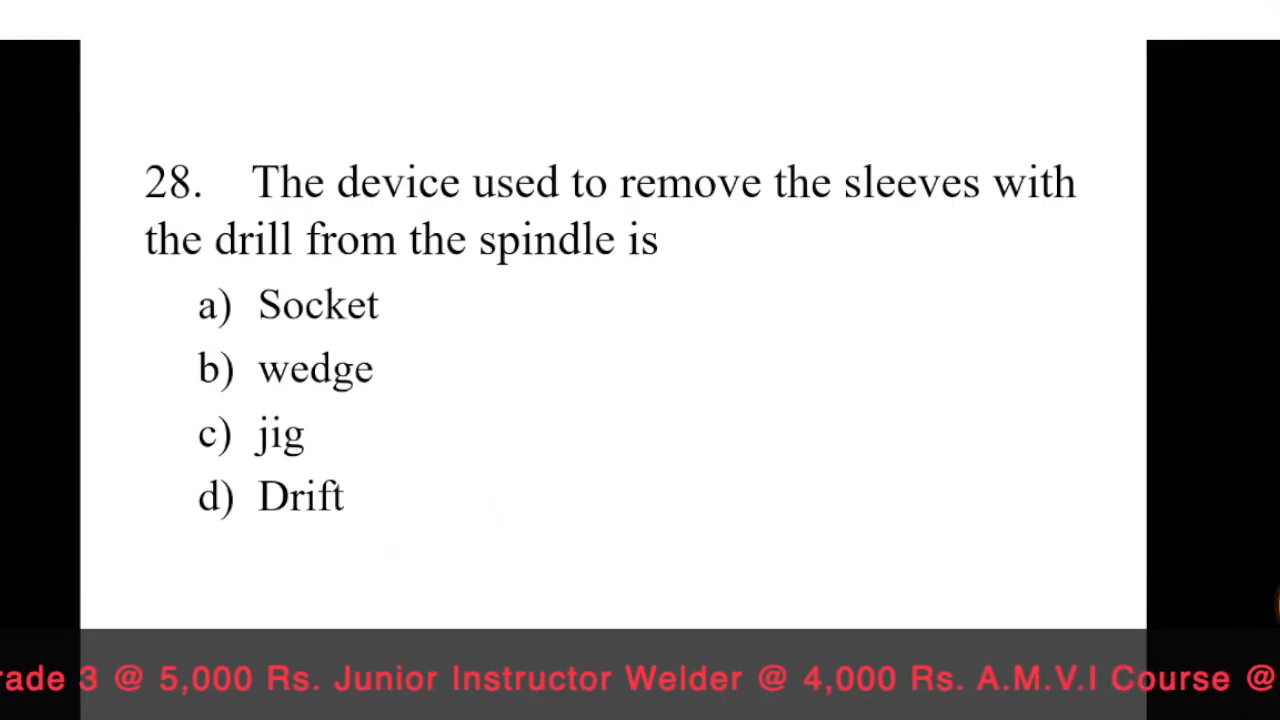 28. The device used to remove the sleeves with
the drill from the spindle is
a) Socket
b) wedge
c) jig
d) Drift
rade 3 @ 5,000 Rs. Junior Instructor Welder @ 4,000 Rs. A.M.V.I Course @